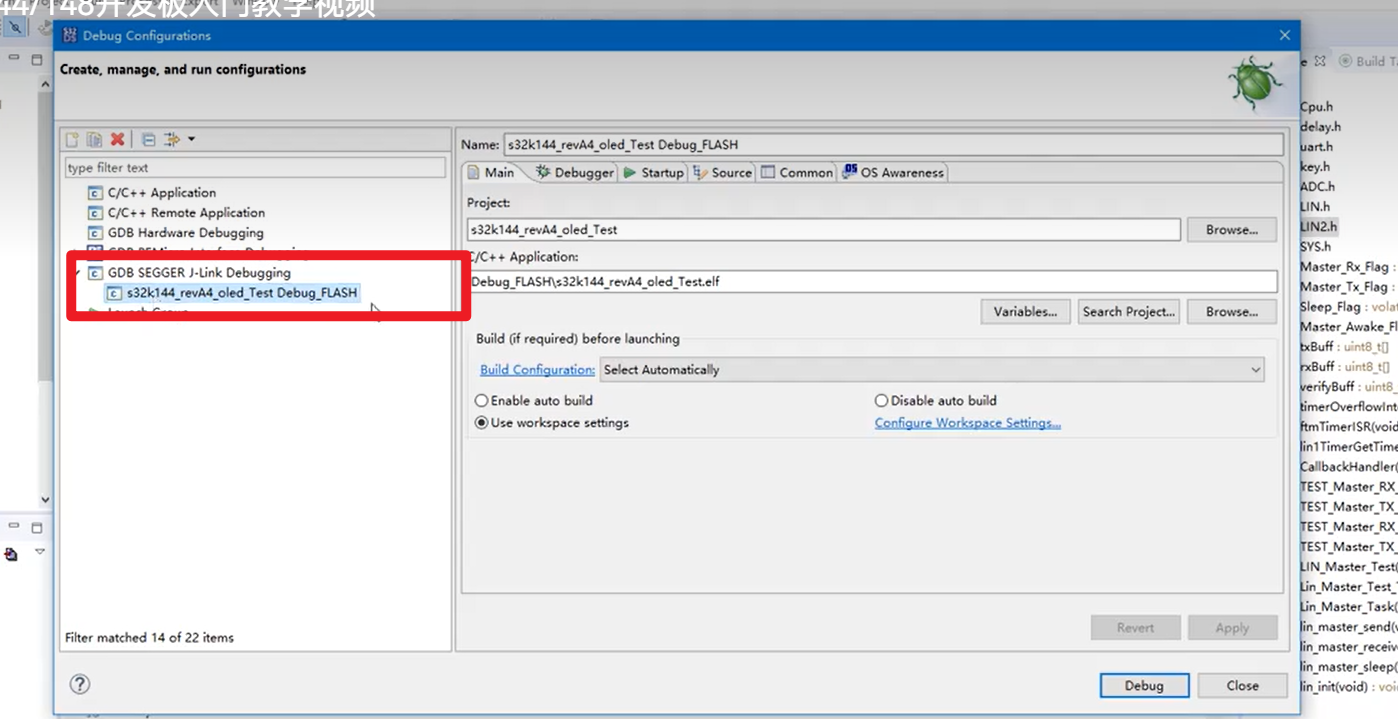 44/148开发板入门教学视频
Debug Configurations
Create, manage, and run configurations
type filter text
C/C++ Application
C/C++ Remote Application
GDB Hardware Debugging
GDB SEGGER J-Link Debugging
s32k144_revA4_oled_Test Debug_FLASH
Filter matched 14 of 22 items
Name: s32k144_revA4_oled_Test Debug_FLASH
Main Debugger Startup Source Common OS Awareness
Project:
s32k144_revA4_oled_Test
Browse...
C/C++ Application:
Debug_FLASH\s32k144_revA4_oled_Test.elf
Variables... Search Project... Browse...
Build (if required) before launching
Build Configuration: Select Automatically
Enable auto build
Disable auto build
Use workspace settings
Configure Workspace Settings...
Revert Apply
Debug Close
e Build T
Cpu.h
delay.h
uart.h
key.h
ADC.h
LIN.h
LIN2.h
SYS.h
Master_Rx_Flag :
Master_Tx_Flag :
Sleep_Flag : volat
Master_Awake_Fl
txBuff : uint8_t[]
rxBuff : uint8_t[]
verifyBuff : uint8_
timerOverflowInt
ftmTimerISR(void
lin1TimerGetTime
CallbackHandler(
TEST_Master_RX_
TEST_Master_TX_
TEST_Master_RX_
TEST_Master_TX_
LIN_Master_Test(
Lin_Master_Test_
Lin_Master_Task(
lin_master_send(v
lin_master_receiv
lin_master_sleep(
lin_init(void) : voi